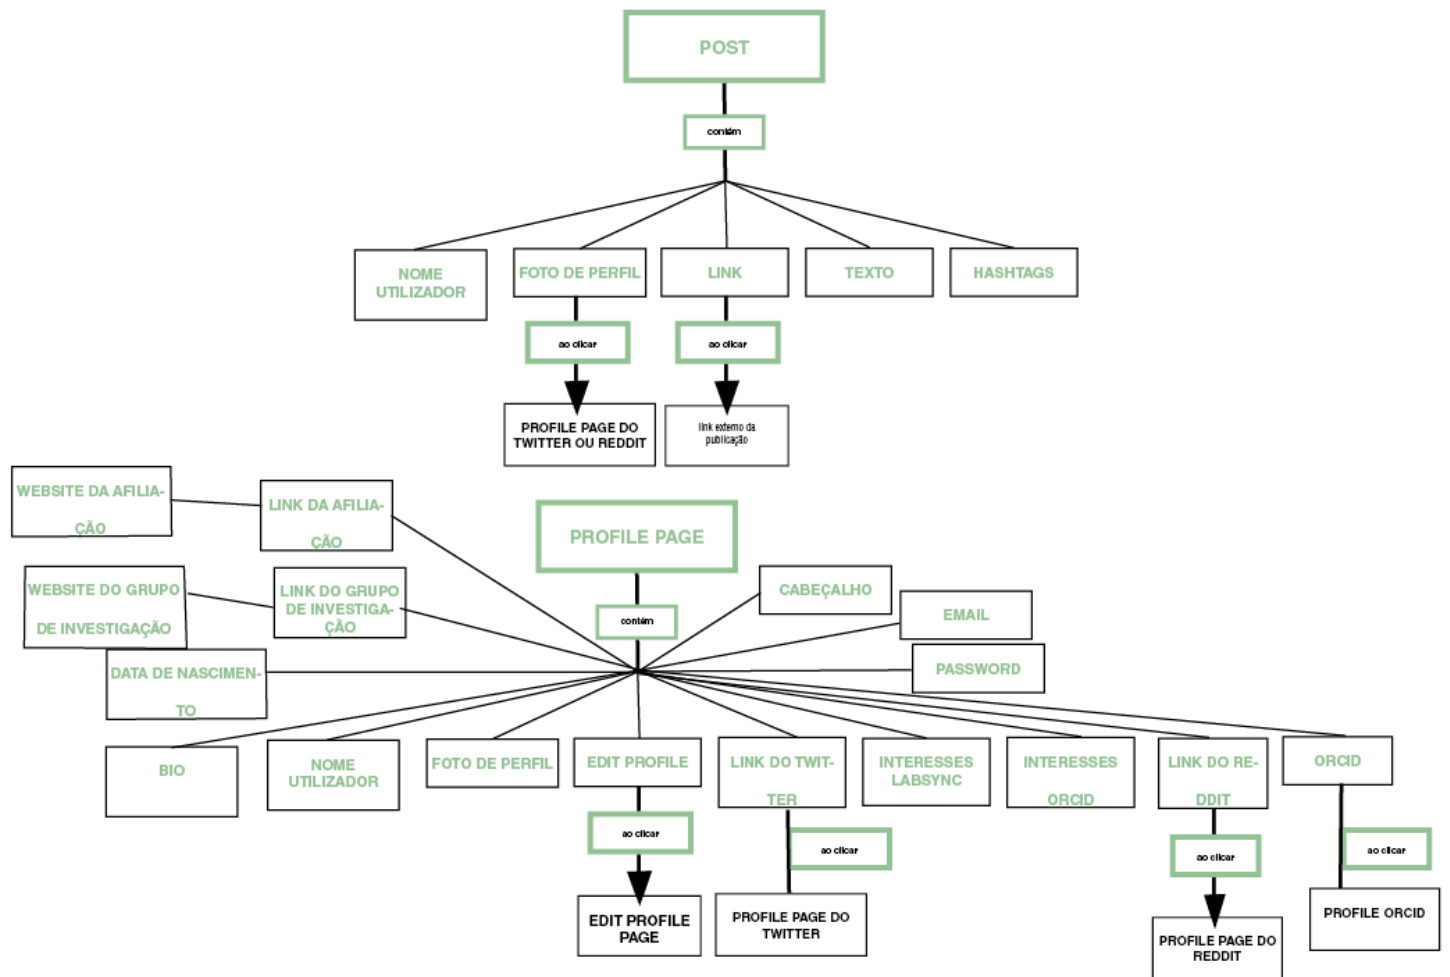 POST
contém
NOME
UTILIZADOR
FOTO DE PERFIL
LINK
TEXTO
HASHTAGS
ao clicar
ao clicar
PROFILE PAGE DO
TWITTER OU REDDIT
link externo da
publicação
WEBSITE DA AFILIA-
ÇÃO
LINK DA AFILIA-
ÇÃO
PROFILE PAGE
WEBSITE DO GRUPO
DE INVESTIGAÇÃO
LINK DO GRUPO
DE INVESTIGA-
ÇÃO
contém
CABEÇALHO
EMAIL
PASSWORD
DATA DE NASCIMEN-
TO
BIO
NOME
UTILIZADOR
FOTO DE PERFIL
EDIT PROFILE
LINK DO TWIT-
TER
INTERESSES
LABSYNC
INTERESSES
ORCID
LINK DO RE-
DDIT
ORCID
ao clicar
ao clicar
ao clicar
ao clicar
EDIT PROFILE
PAGE
PROFILE PAGE DO
TWITTER
PROFILE PAGE DO
REDDIT
PROFILE ORCID